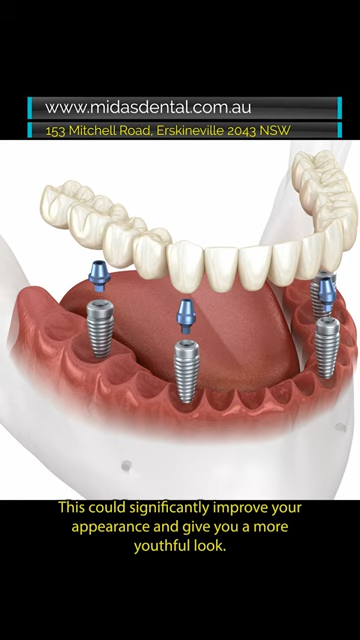 www.midasdental.com.au
153 Mitchell Road, Erskineville 2043 NSW
This could significantly improve your
appearance and give you a more
youthful look.